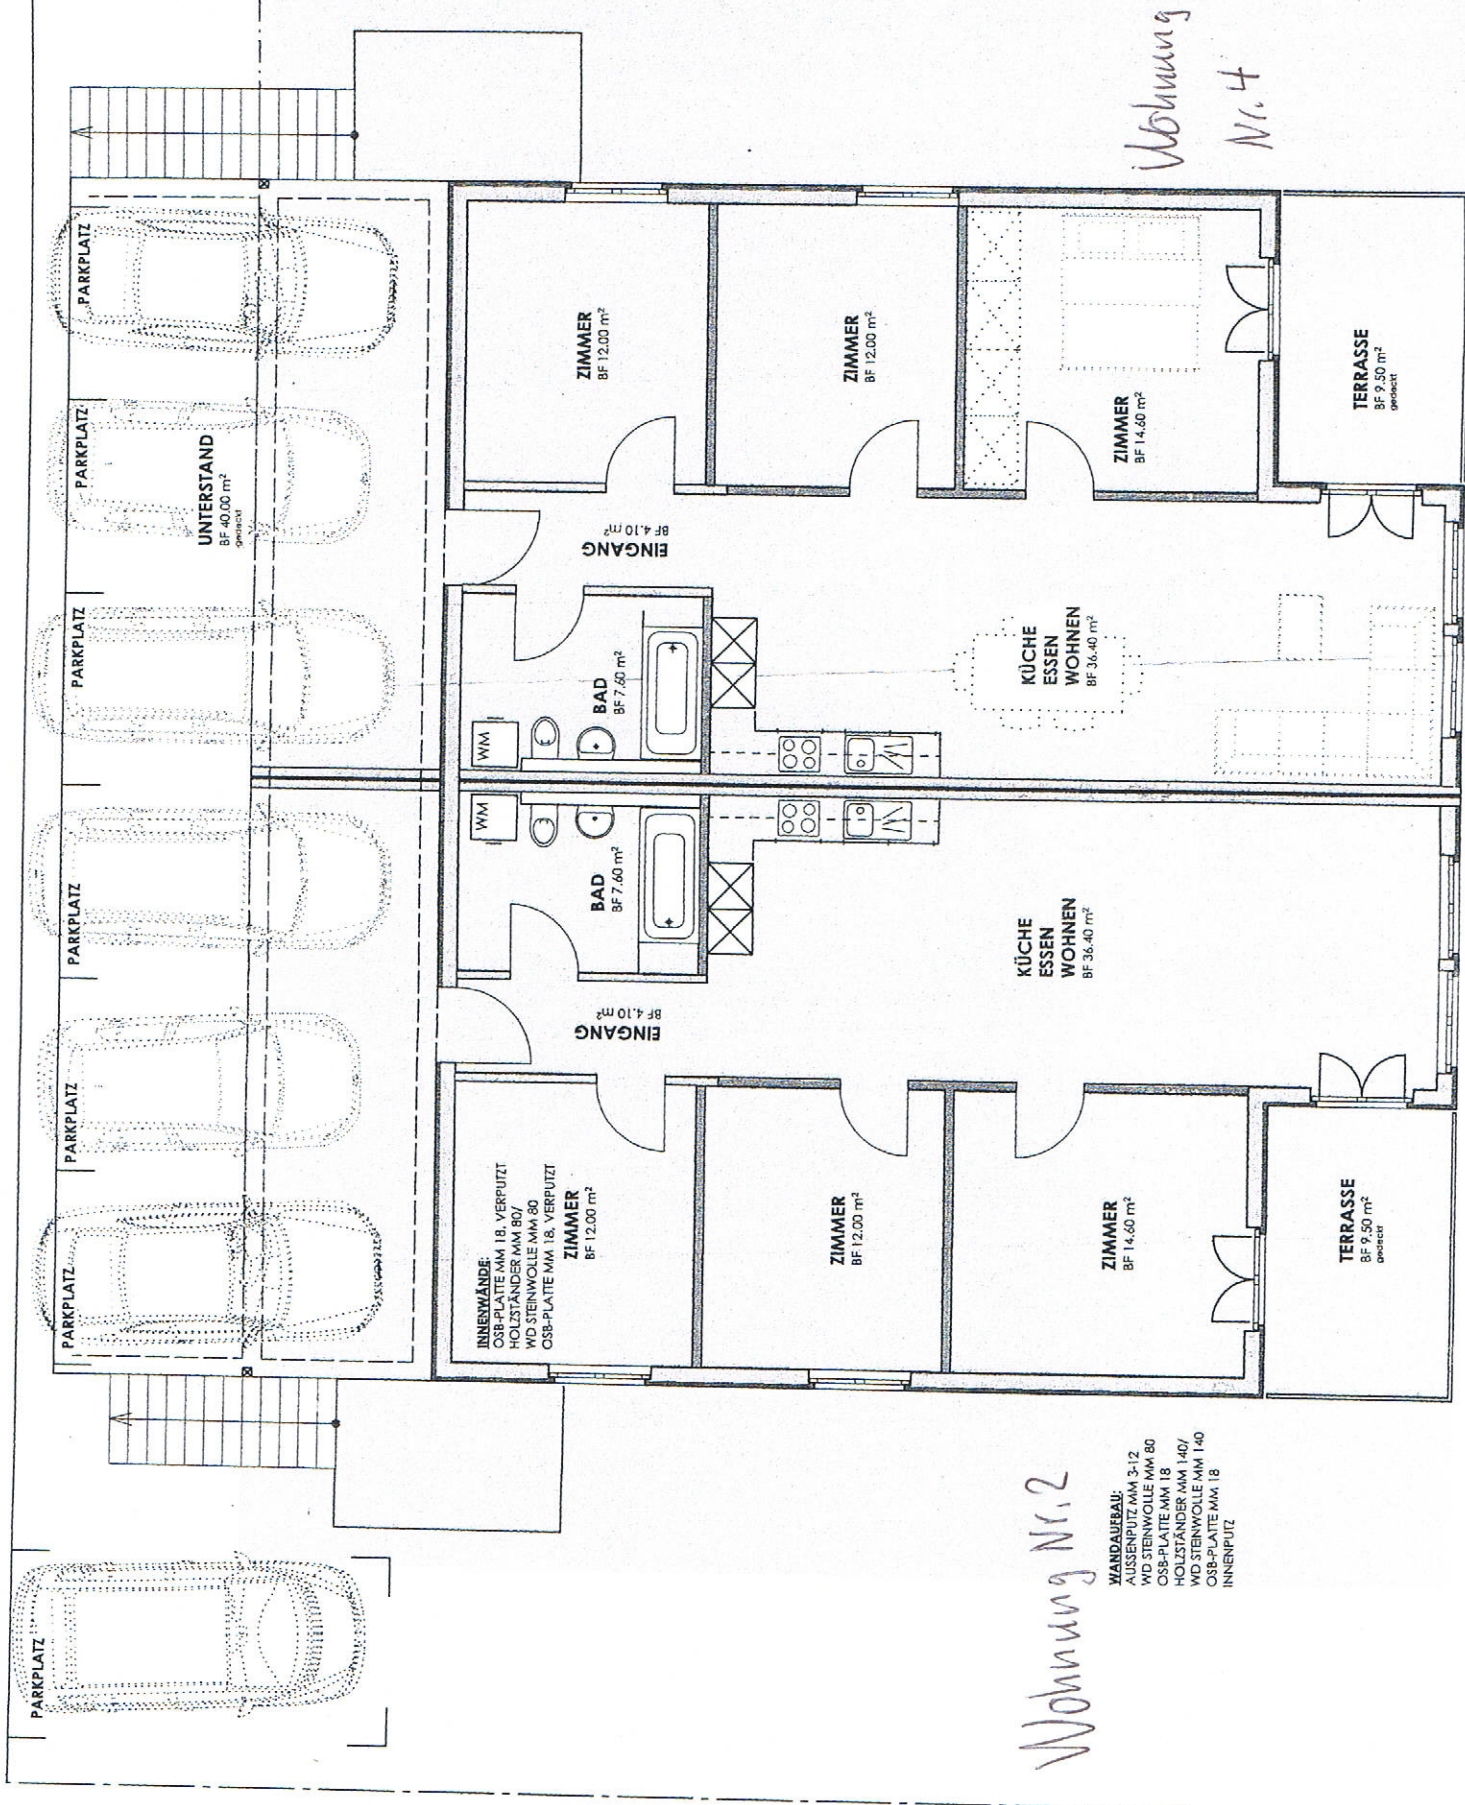 PARKPLATZ
PARKPLATZ
PARKPLATZ
PARKPLATZ
PARKPLATZ
PARKPLATZ
PARKPLATZ
UNTERSTAND
BF 40.00 m²
gedeckt
INNENWÄNDE:
OSB-PLATTE MM 18, VERPUTZT
HOLZSTÄNDER MM 80/
WD STEINWOLLE MM 80
OSB-PLATTE MM 18, VERPUTZT
ZIMMER
BF 12.00 m²
EINGANG
BF 4.10 m²
WM
BAD
BF 7.60 m²
WM
BAD
BF 7.60 m²
EINGANG
BF 4.10 m²
ZIMMER
BF 12.00 m²
ZIMMER
BF 12.00 m²
ZIMMER
BF 12.00 m²
Wohnung Nr. 2
WANDAUFBAU:
AUSSENPUTZ MM 3-12
WD STEINWOLLE MM 80
OSB-PLATTE MM 18
HOLZSTÄNDER MM 140/
WD STEINWOLLE MM 140
OSB-PLATTE MM 18
INNENPUTZ
ZIMMER
BF 14.60 m²
KÜCHE
ESSEN
WOHNEN
BF 36.40 m²
KÜCHE
ESSEN
WOHNEN
BF 36.40 m²
ZIMMER
BF 14.60 m²
Wohnung
Nr. 4
TERRASSE
BF 9.50 m²
gedeckt
TERRASSE
BF 9.50 m²
gedeckt